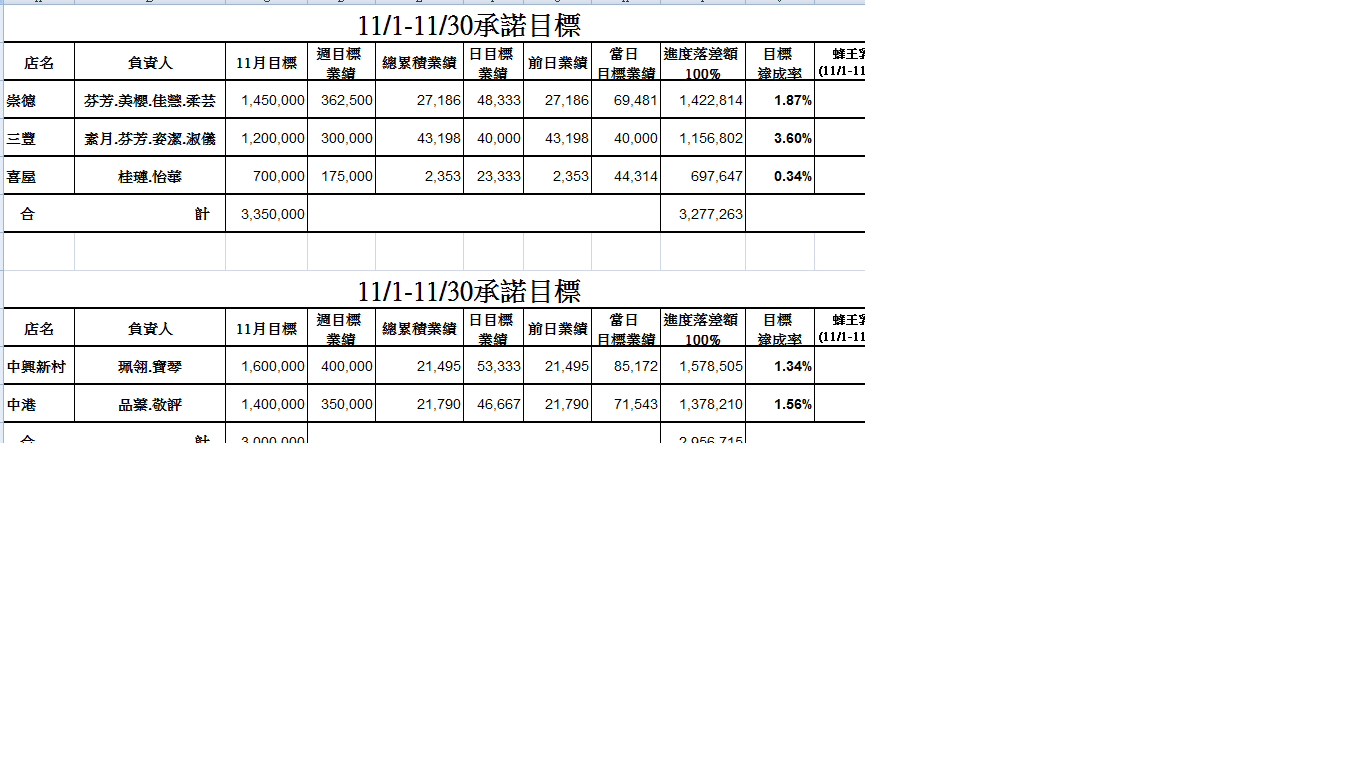 11/1-11/30承諾目標
店名 負責人 11月目標 週目標業績 總累積業績 日目標業績 前日業績 當日目標業績 進度落差額100% 目標達成率 蜂王 (11/1-11
崇德 芬芳.美櫻.佳慧.柔芸 1,450,000 362,500 27,186 48,333 27,186 69,481 1,422,814 1.87%
三豐 素月.芬芳.姿潔.淑儀 1,200,000 300,000 43,198 40,000 43,198 40,000 1,156,802 3.60%
喜屋 桂璉.怡華 700,000 175,000 2,353 23,333 2,353 44,314 697,647 0.34%
合 計 3,350,000 3,277,263
11/1-11/30承諾目標
店名 負責人 11月目標 週目標業績 總累積業績 日目標業績 前日業績 當日目標業績 進度落差額100% 目標達成率 蜂王 (11/1-11
中興新村 珮翎.寶琴 1,600,000 400,000 21,495 53,333 21,495 85,172 1,578,505 1.34%
中港 品蓁.敬評 1,400,000 350,000 21,790 46,667 21,790 71,543 1,378,210 1.56%
合 計 3,000,000 2,956,715